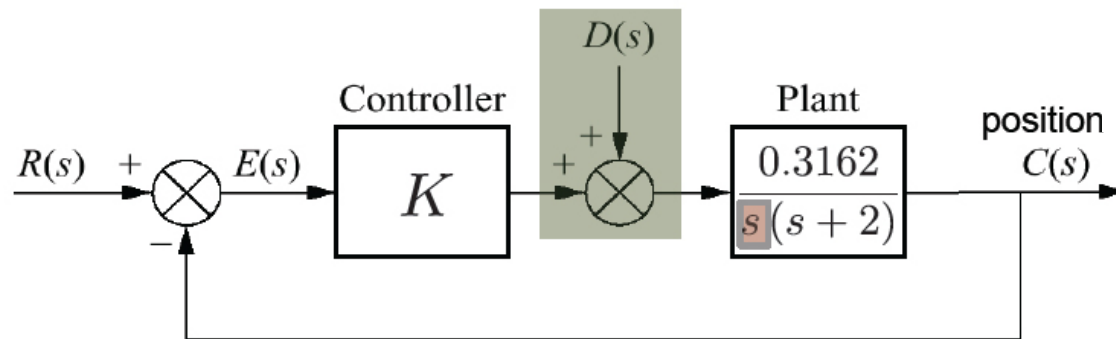 D(s)
Controller
Plant
position
R(s)
+
E(s)
K
+
+
0.3162
s(s + 2)
C(s)
−